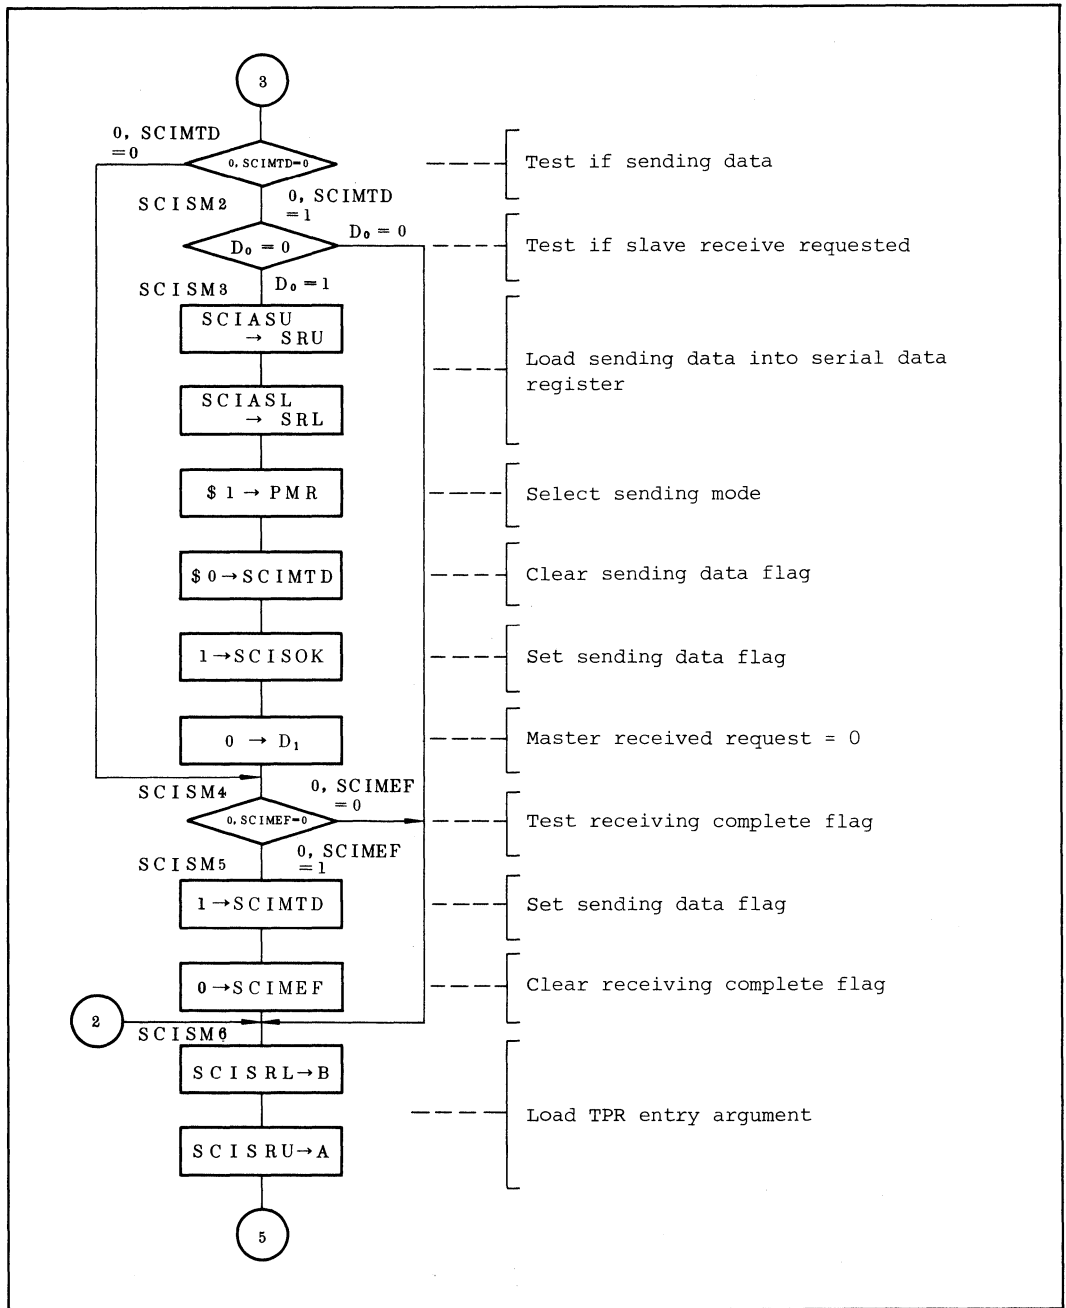 3
0, SCIMTD
=0
0, SCIMTD=0
Test if sending data
SCISM2
0, SCIMTD
=1
D₀ = 0
D₀ = 0
Test if slave receive requested
SCISM3
D₀ = 1
SCIASU
→ SRU
Load sending data into serial data
register
SCIASL
→ SRL
$1 → PMR
Select sending mode
$0→SCIMTD
Clear sending data flag
1→SCISOK
Set sending data flag
0 → D₁
Master received request = 0
SCISM4
0, SCIMEF
= 0
0, SCIMEF=0
Test receiving complete flag
SCISM5
0, SCIMEF
=1
1→SCIMTD
Set sending data flag
0→SCIMEF
Clear receiving complete flag
2
SCISM6
SCISRL→B
Load TPR entry argument
SCISRU→A
5